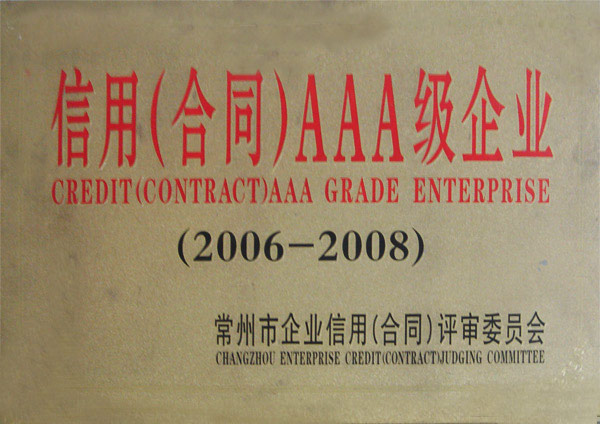 信用(合同)AAA级企业
CREDIT(CONTRACT)AAA GRADE ENTERPRISE
(2006-2008)
常州市企业信用(合同)评审委员会
CHANGZHOU ENTERPRISE CREDIT(CONTRACT)JUDGING COMMITTEE